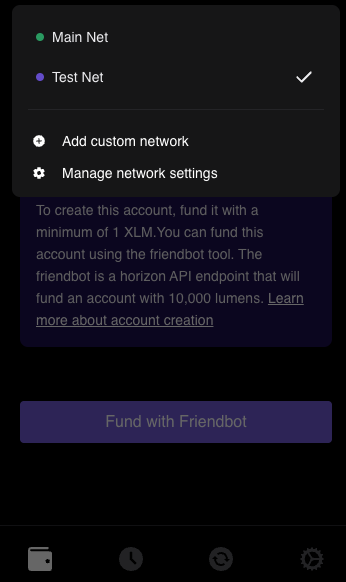 Main Net
Test Net
Add custom network
Manage network settings
To create this account, fund it with a
minimum of 1 XLM.You can fund this
account using the friendbot tool. The
friendbot is a horizon API endpoint that will
fund an account with 10,000 lumens. Learn
more about account creation
Fund with Friendbot